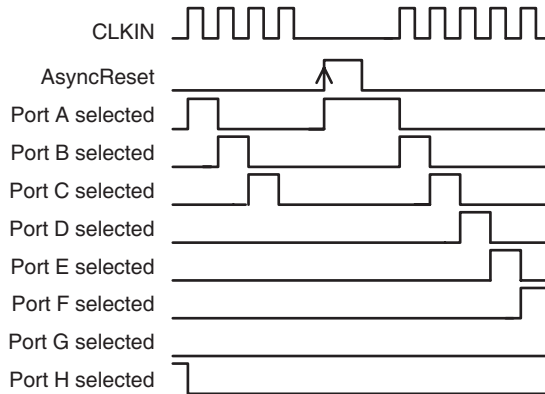 CLKIN
AsyncReset
Port A selected
Port B selected
Port C selected
Port D selected
Port E selected
Port F selected
Port G selected
Port H selected